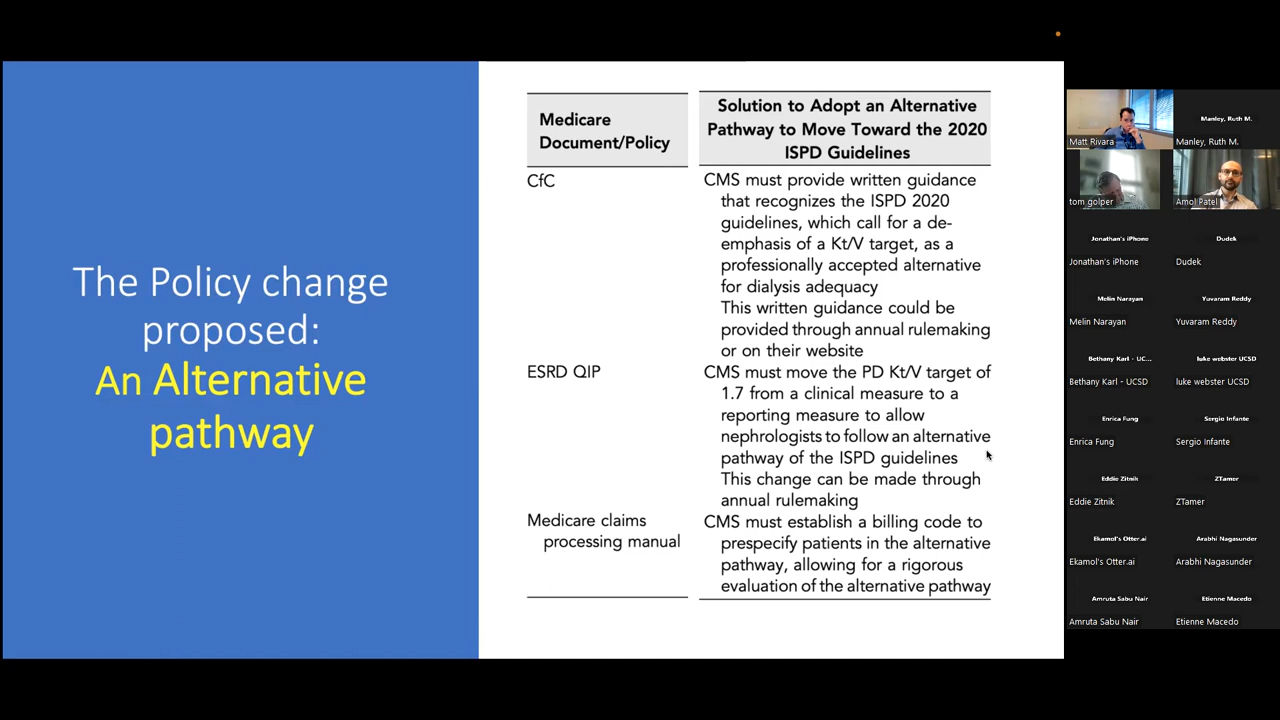 The Policy change
proposed:
An Alternative
pathway
Medicare
Document/Policy
Solution to Adopt an Alternative
Pathway to Move Toward the 2020
ISPD Guidelines
CfC
CMS must provide written guidance
that recognizes the ISPD 2020
guidelines, which call for a de-
emphasis of a Kt/V target, as a
professionally accepted alternative
for dialysis adequacy
This written guidance could be
provided through annual rulemaking
or on their website
ESRD QIP
CMS must move the PD Kt/V target of
1.7 from a clinical measure to a
reporting measure to allow
nephrologists to follow an alternative
pathway of the ISPD guidelines
This change can be made through
annual rulemaking
Medicare claims
processing manual
CMS must establish a billing code to
prespecify patients in the alternative
pathway, allowing for a rigorous
evaluation of the alternative pathway
Matt Rivara
Manley, Ruth M.
Manley, Ruth M.
tom golper
Amol Patel
Jonathan's iPhone
Jonathan's iPhone
Dudek
Dudek
Melin Narayan
Melin Narayan
Yuvaram Reddy
Yuvaram Reddy
Bethany Karl - UC...
Bethany Karl - UCSD
luke webster UCSD
luke webster UCSD
Enrica Fung
Enrica Fung
Sergio Infante
Sergio Infante
Eddie Zitnik
Eddie Zitnik
ZTamer
ZTamer
Ekamol's Otter.ai
Ekamol's Otter.ai
Arabhi Nagasunder
Arabhi Nagasunder
Amruta Sabu Nair
Amruta Sabu Nair
Etienne Macedo
Etienne Macedo